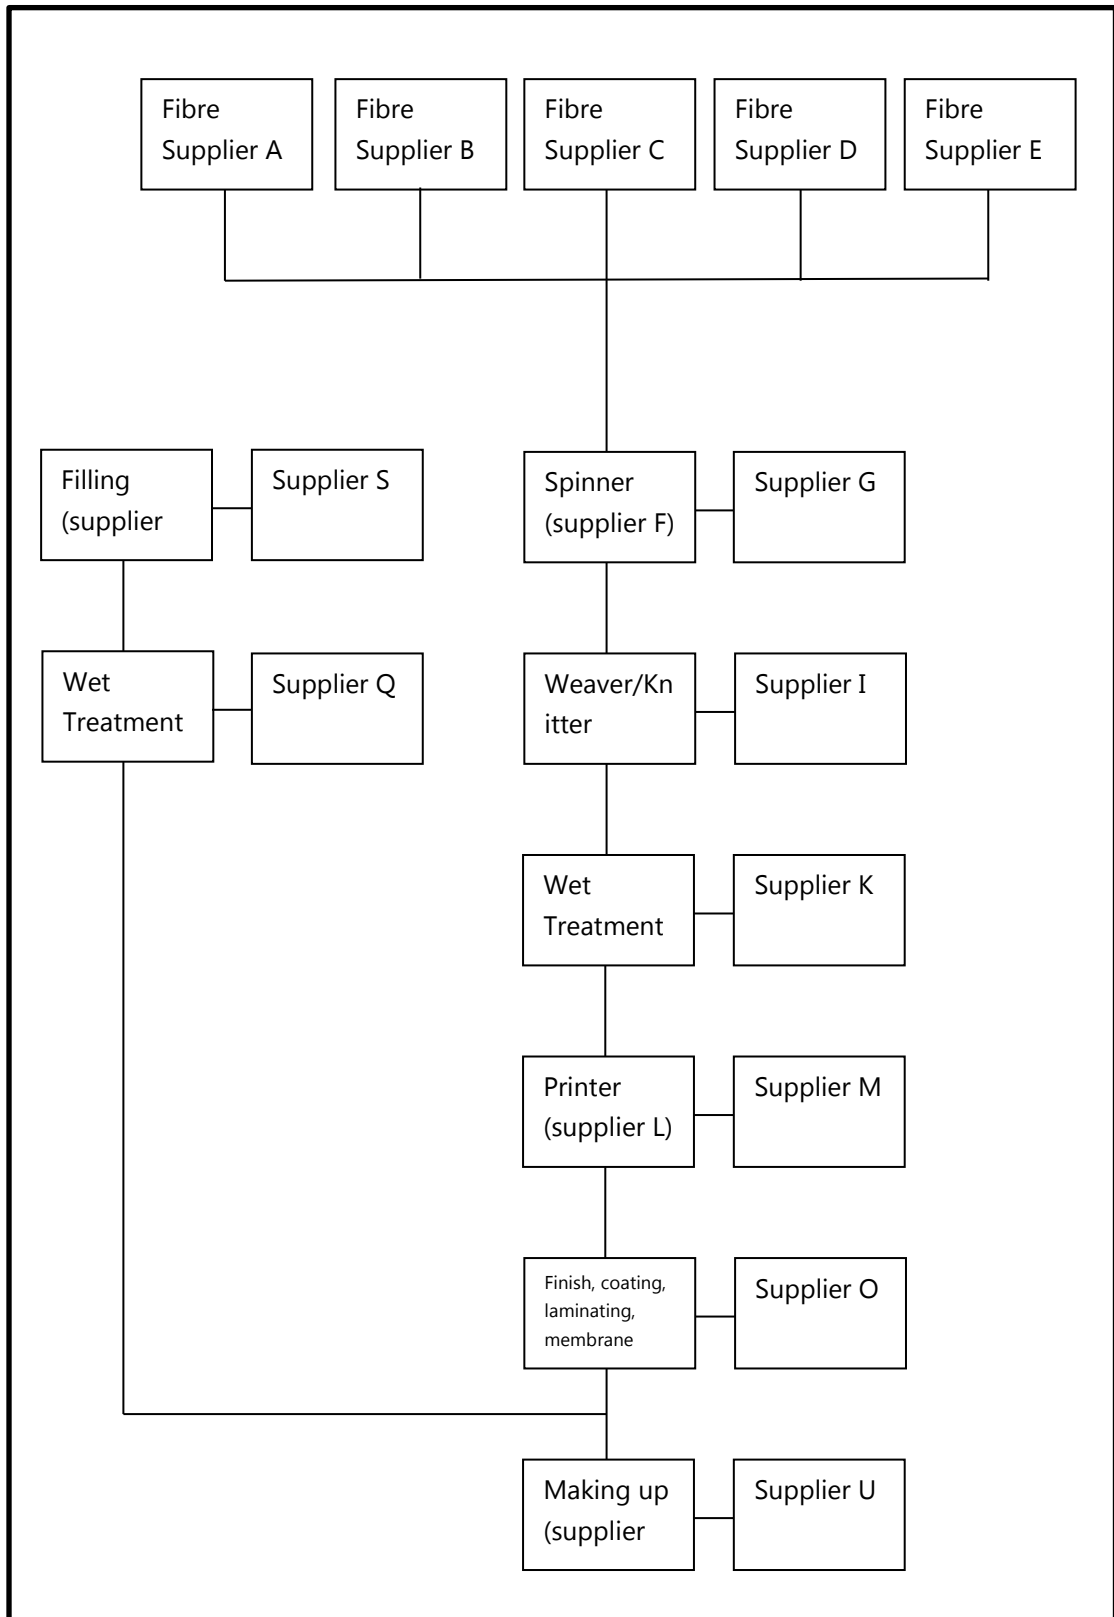 Fibre
Supplier A
Fibre
Supplier B
Fibre
Supplier C
Fibre
Supplier D
Fibre
Supplier E
Filling
(supplier
Supplier S
Spinner
(supplier F)
Supplier G
Wet
Treatment
Supplier Q
Weaver/Kn
itter
Supplier I
Wet
Treatment
Supplier K
Printer
(supplier L)
Supplier M
Finish, coating,
laminating,
membrane
Supplier O
Making up
(supplier
Supplier U